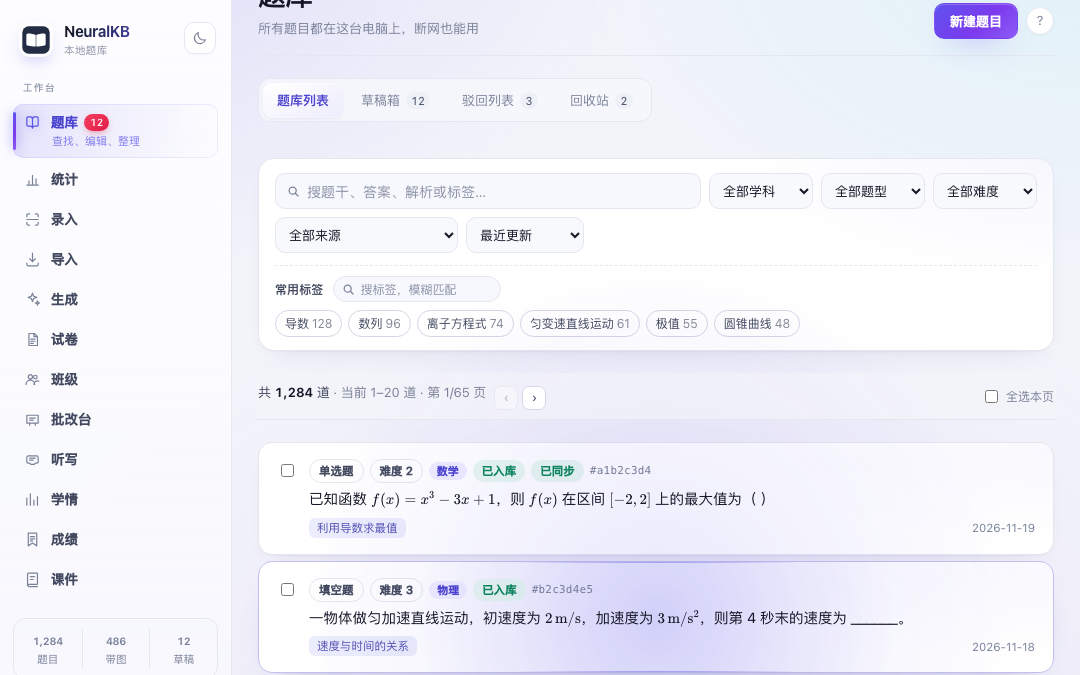 NeuralKB
本地题库
工作台
题库 12
查找、编辑、整理
统计
录入
导入
生成
试卷
班级
批改台
听写
学情
成绩
课件
1,284 486 12
题目 带图 草稿
题库
所有题目都在这台电脑上，断网也能用
新建题目 ?
题库列表 草稿箱 12 驳回列表 3 回收站 2
搜题干、答案、解析或标签... 全部学科 全部题型 全部难度
全部来源 最近更新
常用标签 搜标签，模糊匹配
导数 128 数列 96 离子方程式 74 匀变速直线运动 61 极值 55 圆锥曲线 48
共 1,284 道 · 当前 1–20 道 · 第 1/65 页 ‹ › 全选本页
单选题 难度 2 数学 已入库 已同步 #a1b2c3d4
已知函数 f(x) = x³ − 3x + 1，则 f(x) 在区间 [−2, 2] 上的最大值为（ ）
利用导数求最值 2026-11-19
填空题 难度 3 物理 已入库 #b2c3d4e5
一物体做匀加速直线运动，初速度为 2 m/s，加速度为 3 m/s²，则第 4 秒末的速度为 ______。
速度与时间的关系 2026-11-18